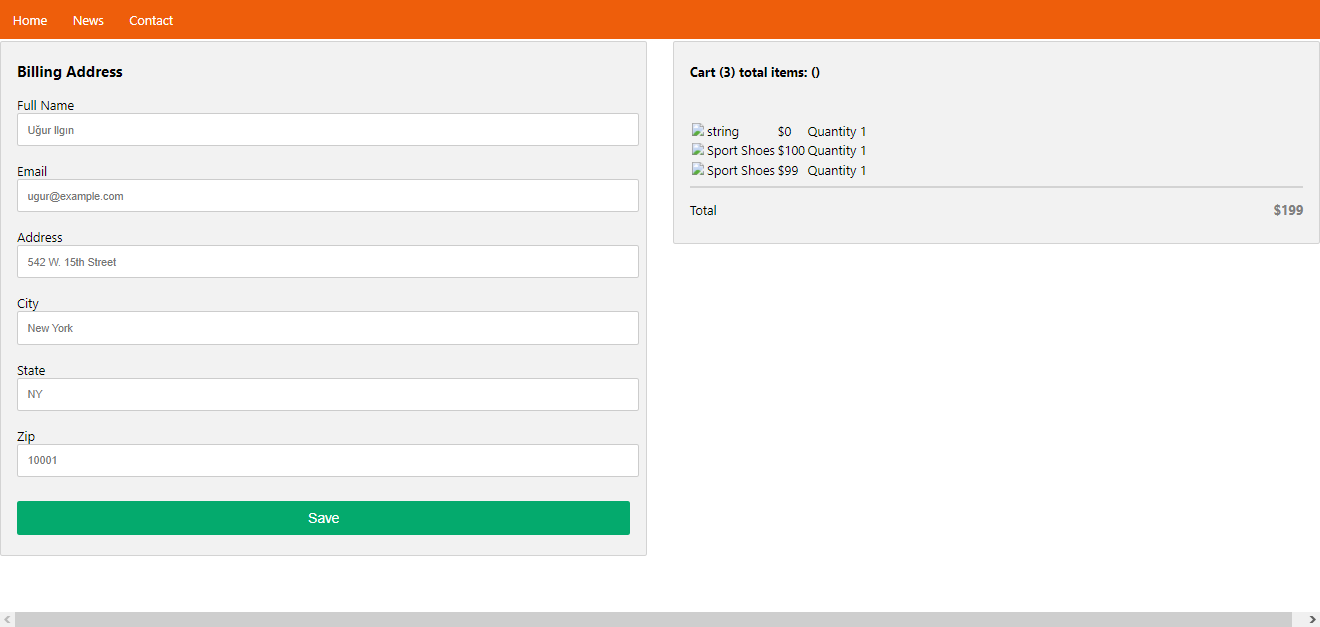 Home News Contact
Billing Address
Full Name
Uğur Ilgın
Email
ugur@example.com
Address
542 W. 15th Street
City
New York
State
NY
Zip
10001
Save
Cart (3) total items: ()
string $0 Quantity 1
Sport Shoes $100 Quantity 1
Sport Shoes $99 Quantity 1
Total $199